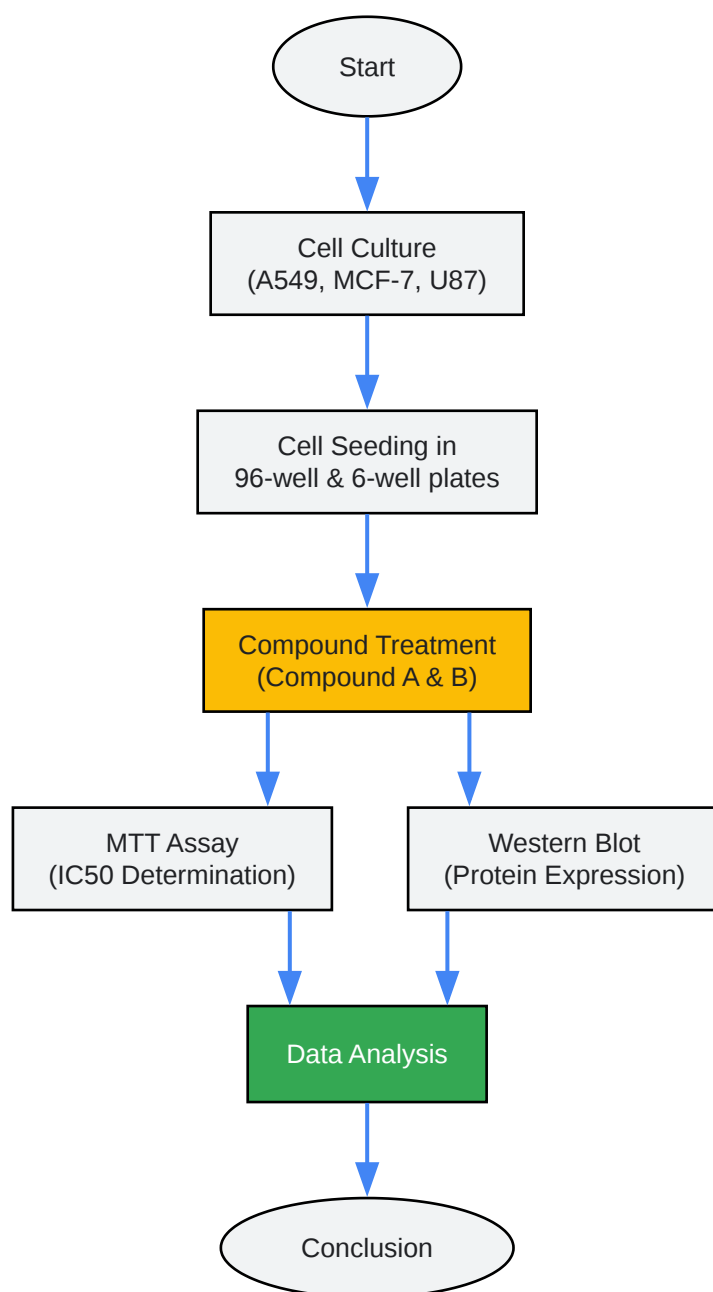 Start
Cell Culture
(A549, MCF-7, U87)
Cell Seeding in
96-well & 6-well plates
Compound Treatment
(Compound A & B)
MTT Assay
(IC50 Determination)
Western Blot
(Protein Expression)
Data Analysis
Conclusion